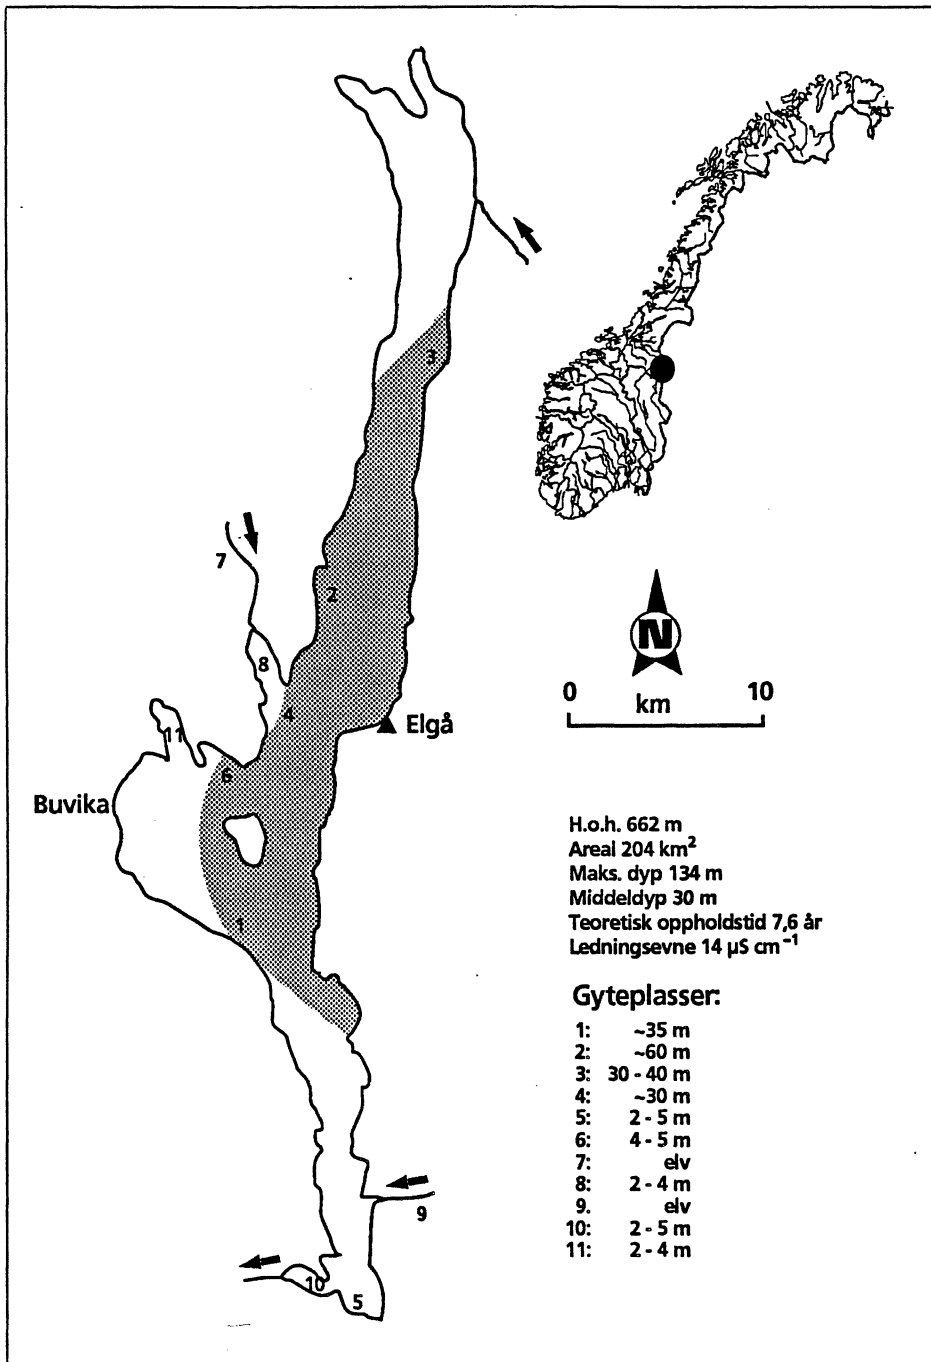 3
7
2
8
4
11
6
Elgå
Buvika
1
9
10
5
N
0 10
km
H.o.h. 662 m
Areal 204 km²
Maks. dyp 134 m
Middeldyp 30 m
Teoretisk oppholdstid 7,6 år
Ledningsevne 14 µS cm⁻¹
Gyteplasser:
1: ~35 m
2: ~60 m
3: 30 - 40 m
4: ~30 m
5: 2 - 5 m
6: 4 - 5 m
7: elv
8: 2 - 4 m
9. elv
10: 2 - 5 m
11: 2 - 4 m